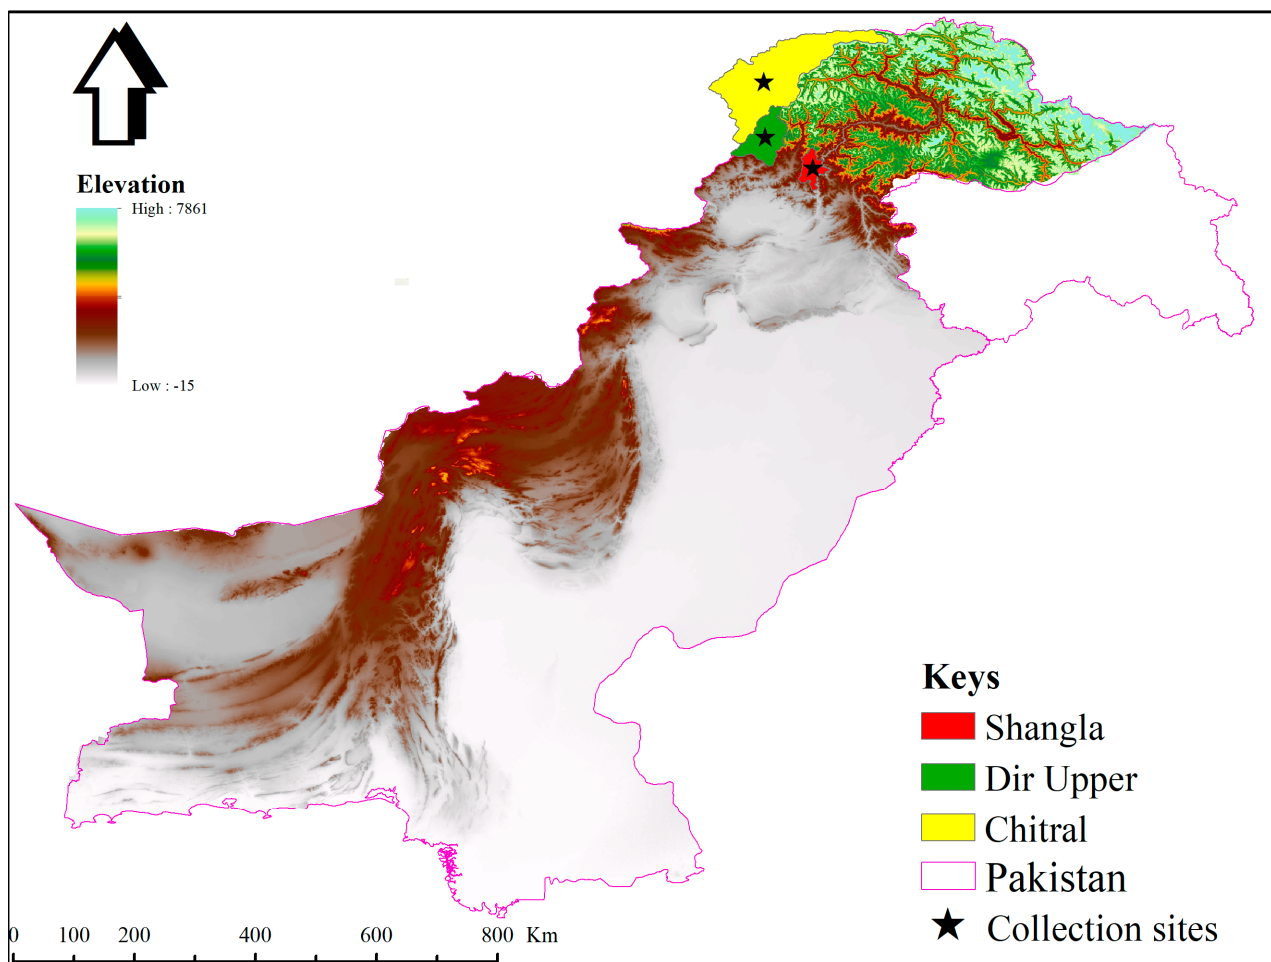 Elevation
High : 7861
Low : -15
Keys
Shangla
Dir Upper
Chitral
Pakistan
Collection sites
0 100 200 400 600 800 Km